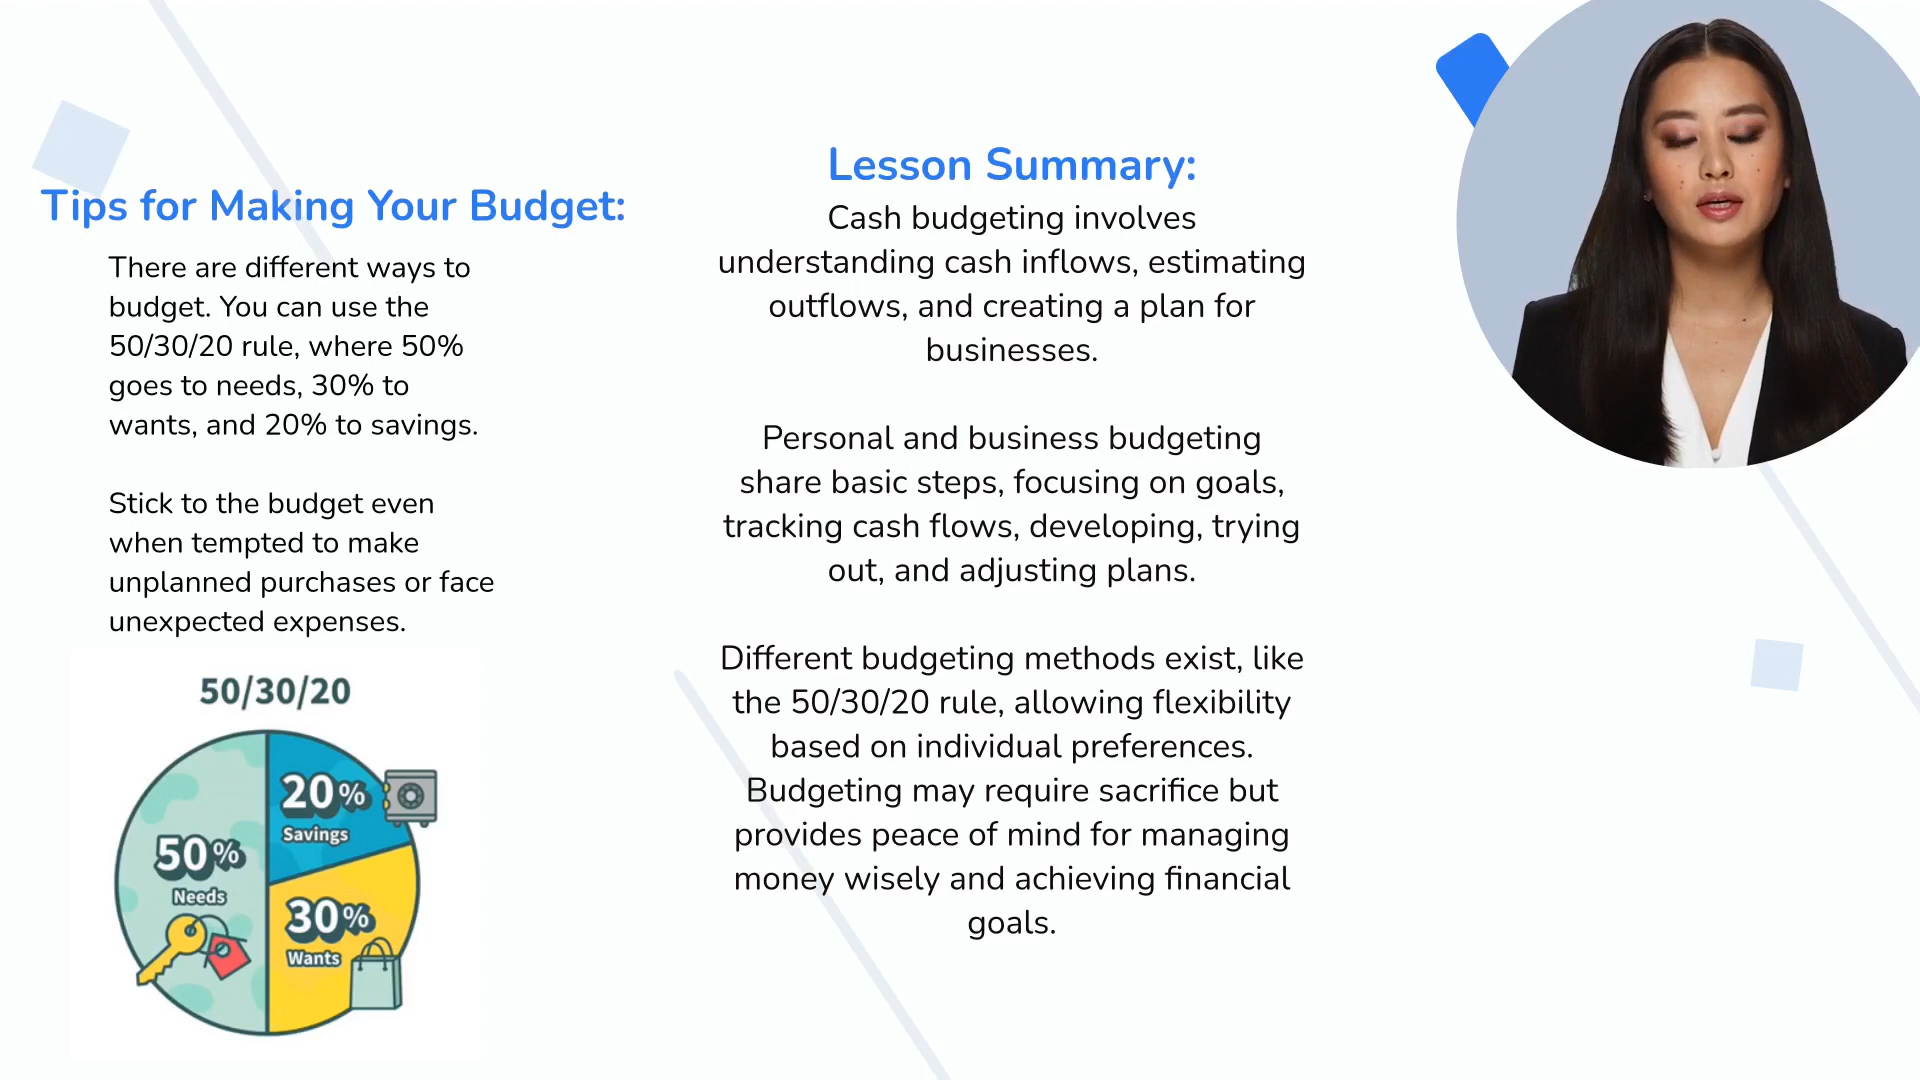 Tips for Making Your Budget:
There are different ways to
budget. You can use the
50/30/20 rule, where 50%
goes to needs, 30% to
wants, and 20% to savings.
Stick to the budget even
when tempted to make
unplanned purchases or face
unexpected expenses.
50/30/20
20%
Savings
50%
Needs
30%
Wants
Lesson Summary:
Cash budgeting involves
understanding cash inflows, estimating
outflows, and creating a plan for
businesses.
Personal and business budgeting
share basic steps, focusing on goals,
tracking cash flows, developing, trying
out, and adjusting plans.
Different budgeting methods exist, like
the 50/30/20 rule, allowing flexibility
based on individual preferences.
Budgeting may require sacrifice but
provides peace of mind for managing
money wisely and achieving financial
goals.